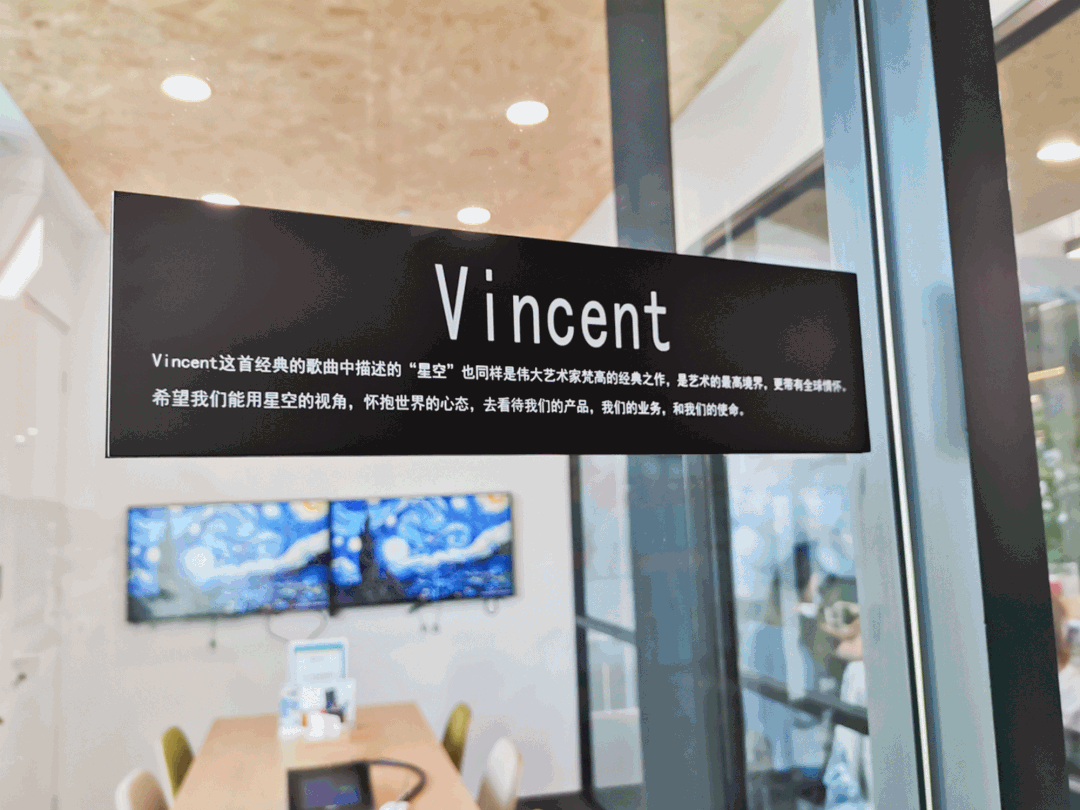 Vincent
Vincent这首经典的歌曲中描述的“星空”也同样是伟大艺术家梵高的经典之作，是艺术的最高境界，更带有全球情怀。
希望我们能用星空的视角，怀抱世界的心态，去看待我们的产品，我们的业务，和我们的使命。